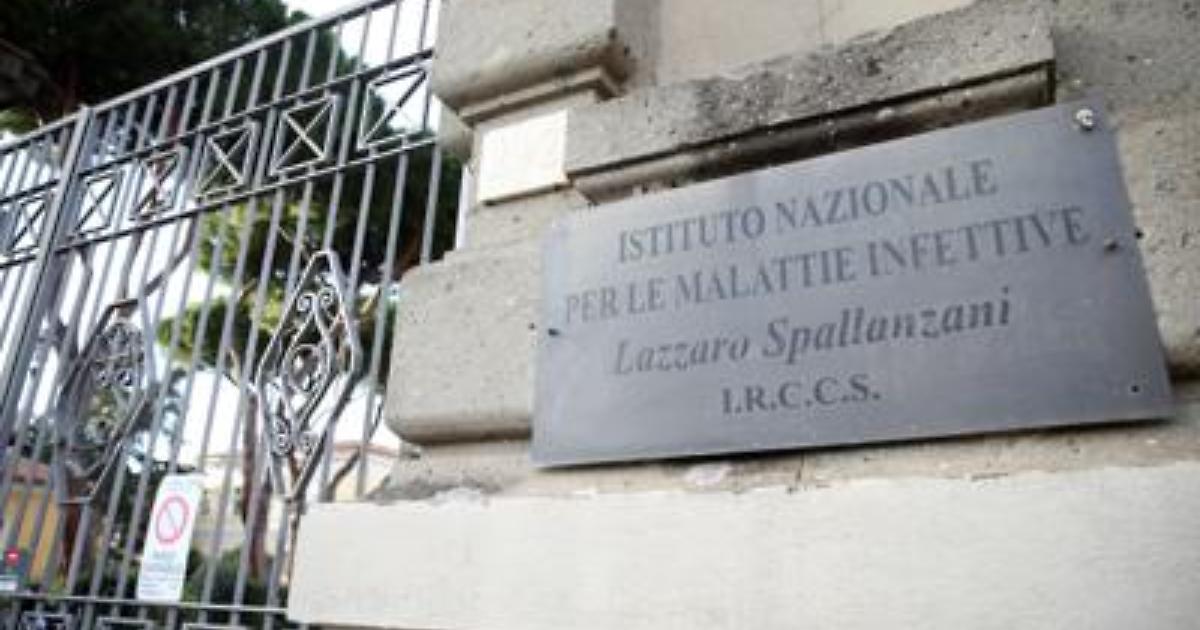 ISTITUTO NAZIONALE
PER LE MALATTIE INFETTIVE
Lazzaro Spallanzani
I.R.C.C.S.